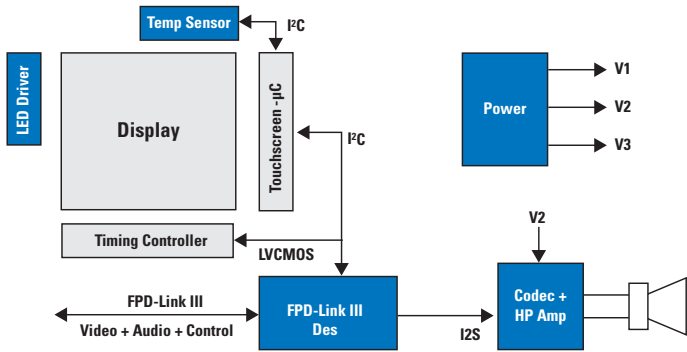 Temp Sensor
I²C
LED Driver
Display
Touchscreen -µC
I²C
Power
V1
V2
V3
Timing Controller
LVCMOS
V2
FPD-Link III
Video + Audio + Control
FPD-Link III
Des
I2S
Codec +
HP Amp